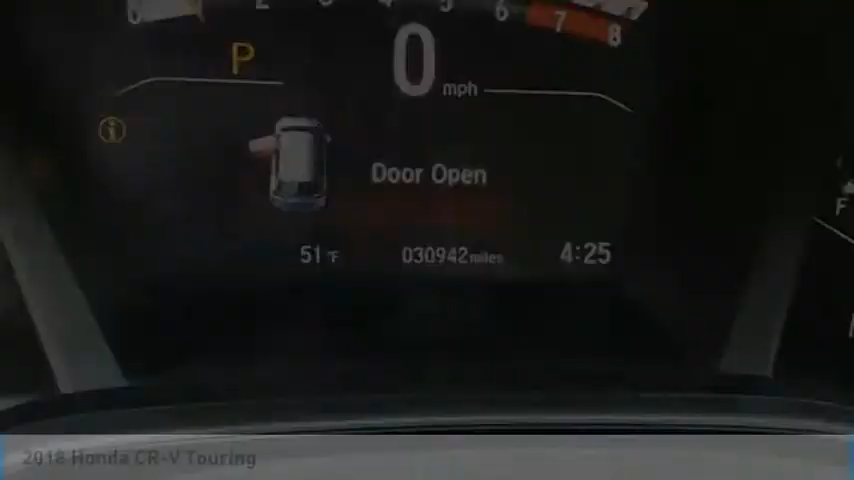 2 3 4 5 6 7 8
P
0
mph
Door Open
51 °F 030942 miles 4:25
F
2018 Honda CR-V Touring